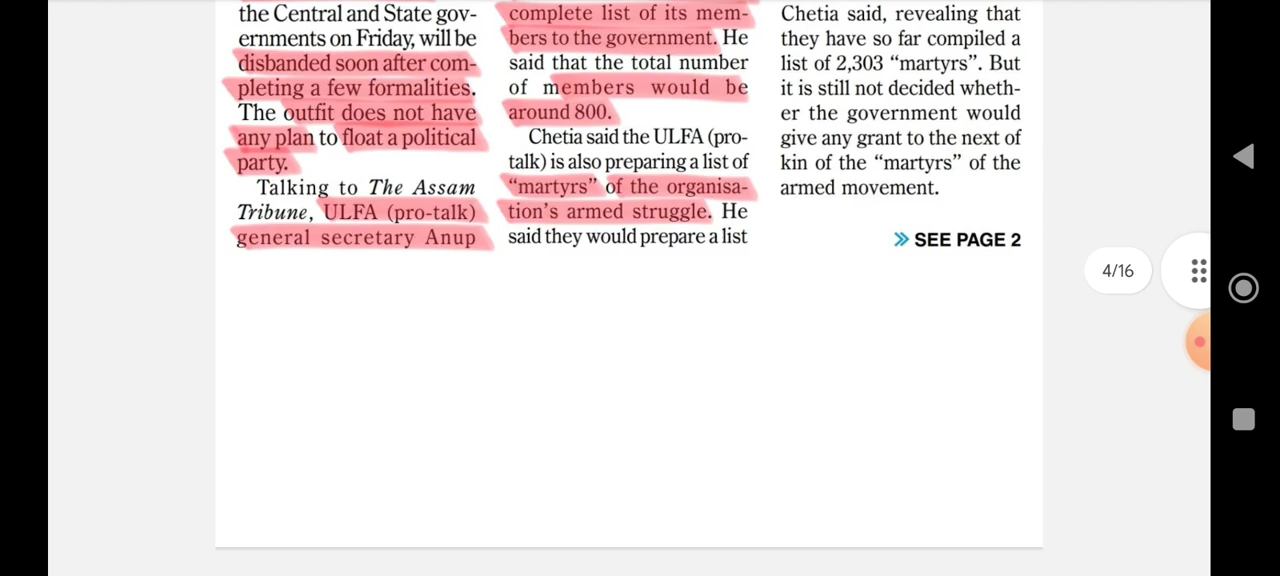 the Central and State gov-
ernments on Friday, will be
disbanded soon after com-
pleting a few formalities.
The outfit does not have
any plan to float a political
party.
Talking to The Assam
Tribune, ULFA (pro-talk)
general secretary Anup
complete list of its mem-
bers to the government. He
said that the total number
of members would be
around 800.
Chetia said the ULFA (pro-
talk) is also preparing a list of
“martyrs” of the organisa-
tion’s armed struggle. He
said they would prepare a list
Chetia said, revealing that
they have so far compiled a
list of 2,303 “martyrs”. But
it is still not decided wheth-
er the government would
give any grant to the next of
kin of the “martyrs” of the
armed movement.
» SEE PAGE 2
4/16